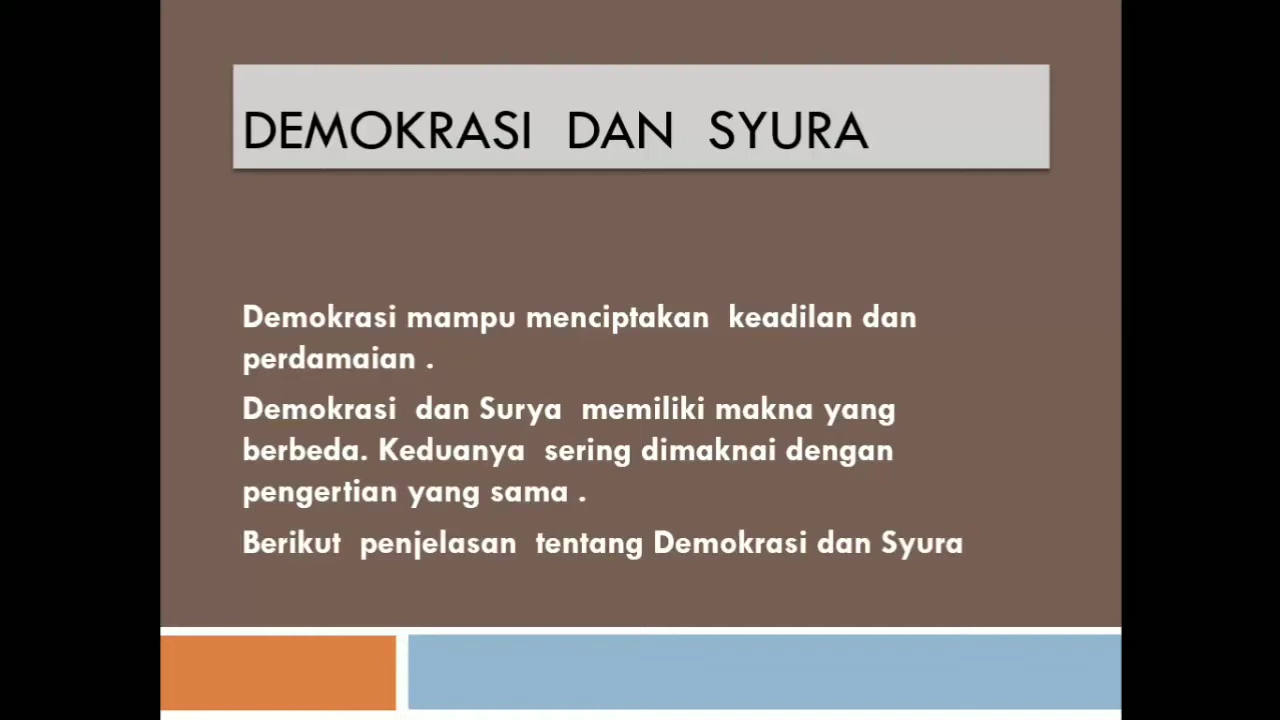 DEMOKRASI DAN SYURA
Demokrasi mampu menciptakan keadilan dan
perdamaian .
Demokrasi dan Surya memiliki makna yang
berbeda. Keduanya sering dimaknai dengan
pengertian yang sama .
Berikut penjelasan tentang Demokrasi dan Syura